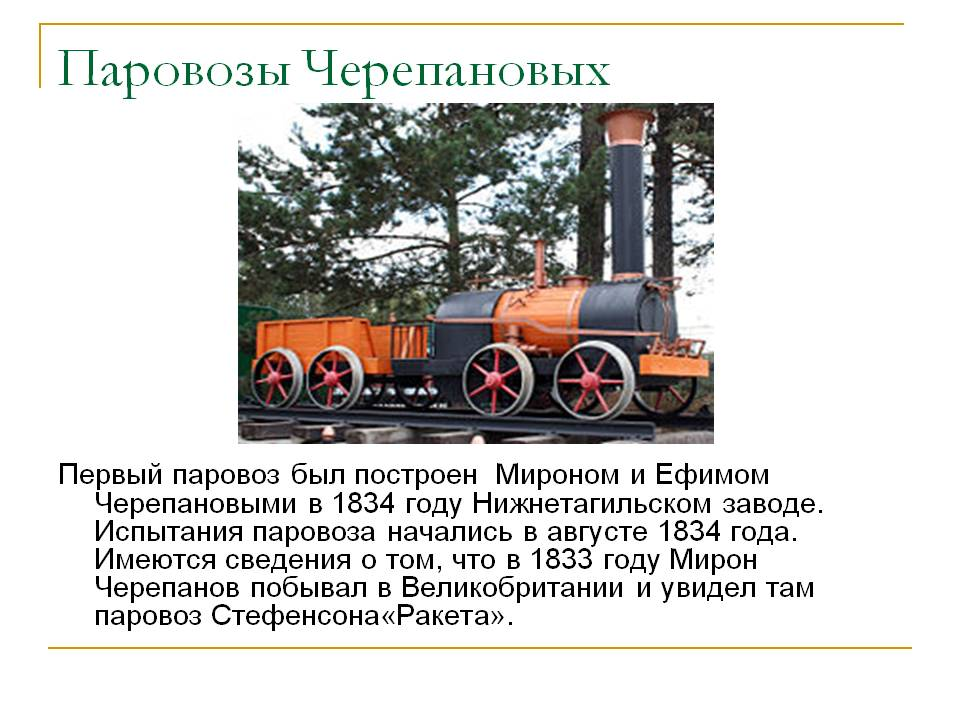 Паровозы Черепановых
Первый паровоз был построен  Мироном и Ефимом
Черепановыми в 1834 году Нижнетагильском заводе.
Испытания паровоза начались в августе 1834 года.
Имеются сведения о том, что в 1833 году Мирон
Черепанов побывал в Великобритании и увидел там
паровоз Стефенсона«Ракета».